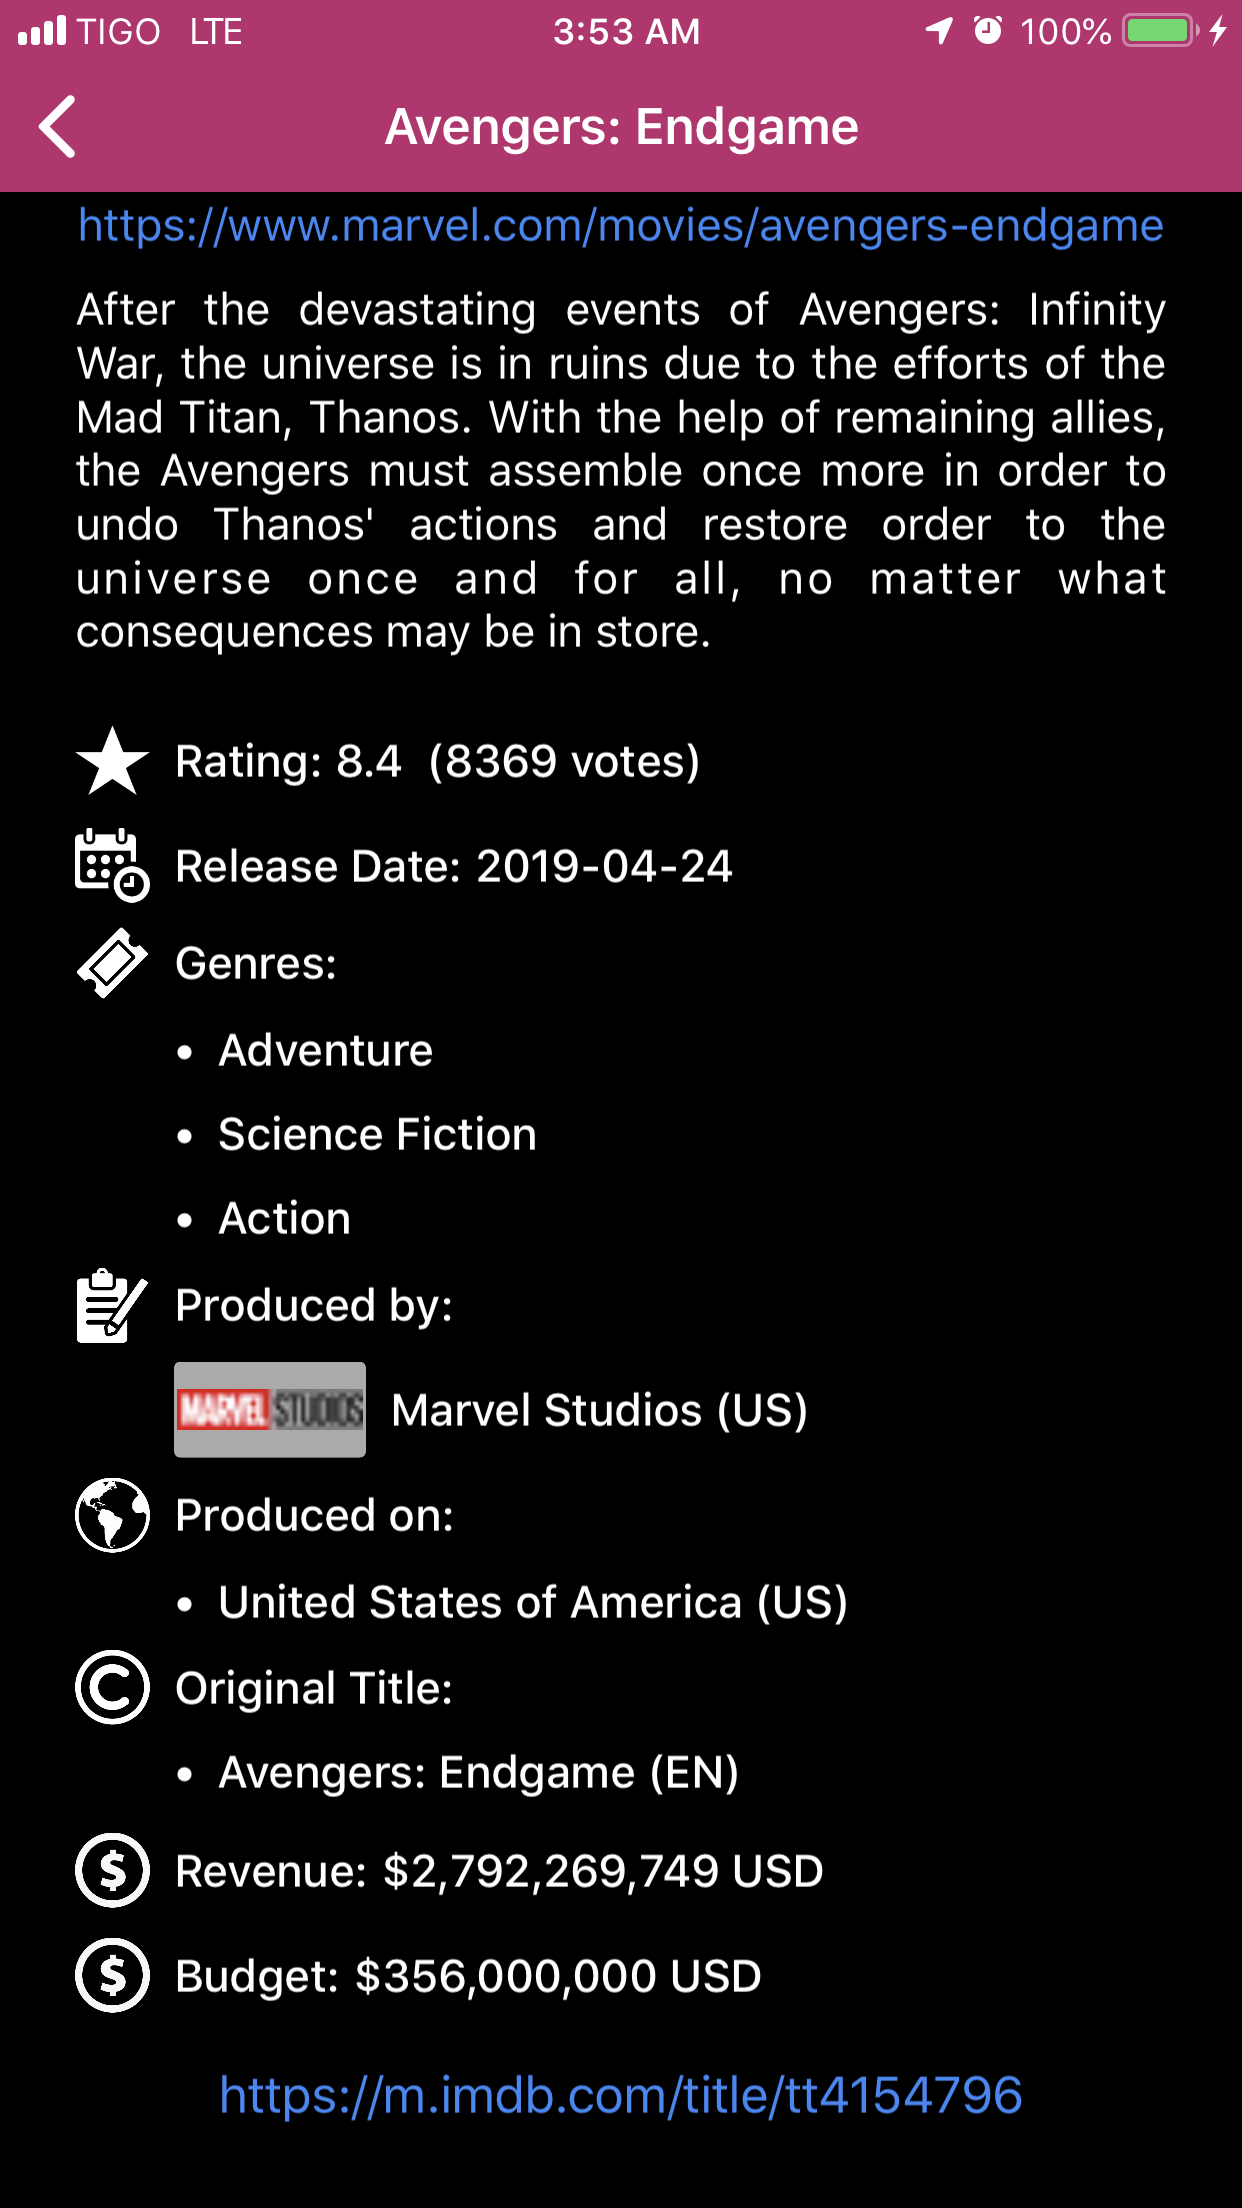 TIGO LTE 3:53 AM 100%
Avengers: Endgame
https://www.marvel.com/movies/avengers-endgame
After the devastating events of Avengers: Infinity
War, the universe is in ruins due to the efforts of the
Mad Titan, Thanos. With the help of remaining allies,
the Avengers must assemble once more in order to
undo Thanos' actions and restore order to the
universe once and for all, no matter what
consequences may be in store.
Rating: 8.4 (8369 votes)
Release Date: 2019-04-24
Genres:
• Adventure
• Science Fiction
• Action
Produced by:
MARVEL STUDIOS Marvel Studios (US)
Produced on:
• United States of America (US)
Original Title:
• Avengers: Endgame (EN)
Revenue: $2,792,269,749 USD
Budget: $356,000,000 USD
https://m.imdb.com/title/tt4154796